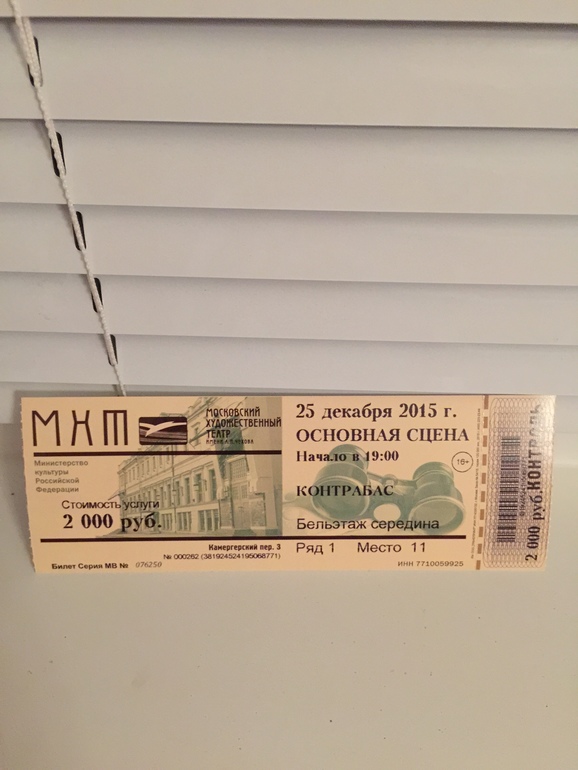 МХТ
МОСКОВСКИЙ
ХУДОЖЕСТВЕННЫЙ
ТЕАТР
ИМЕНИ А.П. ЧЕХОВА
Министерство
культуры
Российской
Федерации
Стоимость услуги
2 000 руб.
Камергерский пер. 3
№ 000262 (381924524195068771)
Билет Серия МВ № 076250
25 декабря 2015 г.
ОСНОВНАЯ СЦЕНА
Начало в 19:00
16+
КОНТРАБАС
Бельэтаж середина
Ряд 1 Место 11
ИНН 7710059925
2 000 руб.
КОНТРОЛЬ